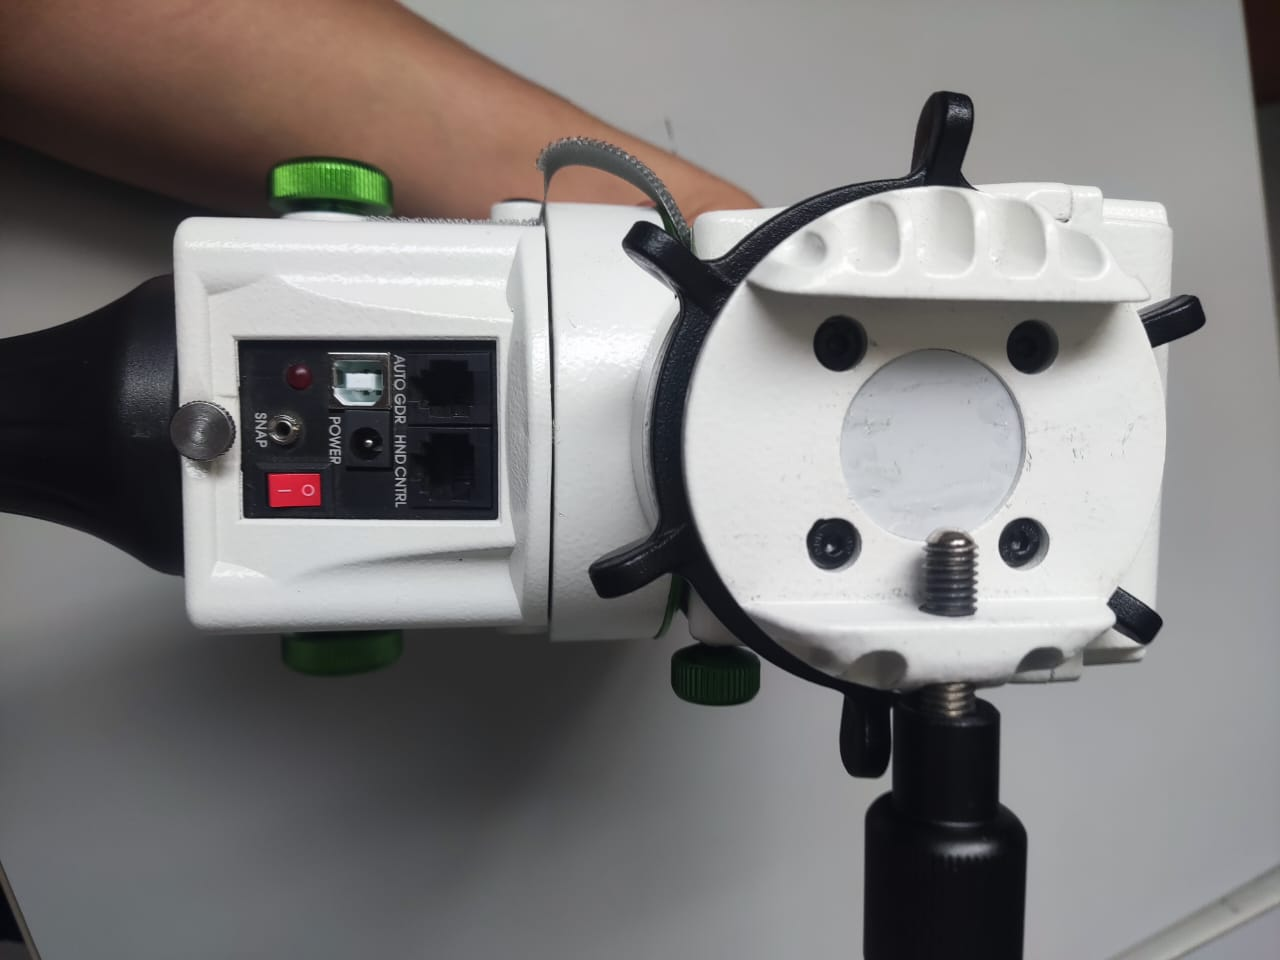 AUTO GDR
HND CNTRL
POWER
SNAP
I O